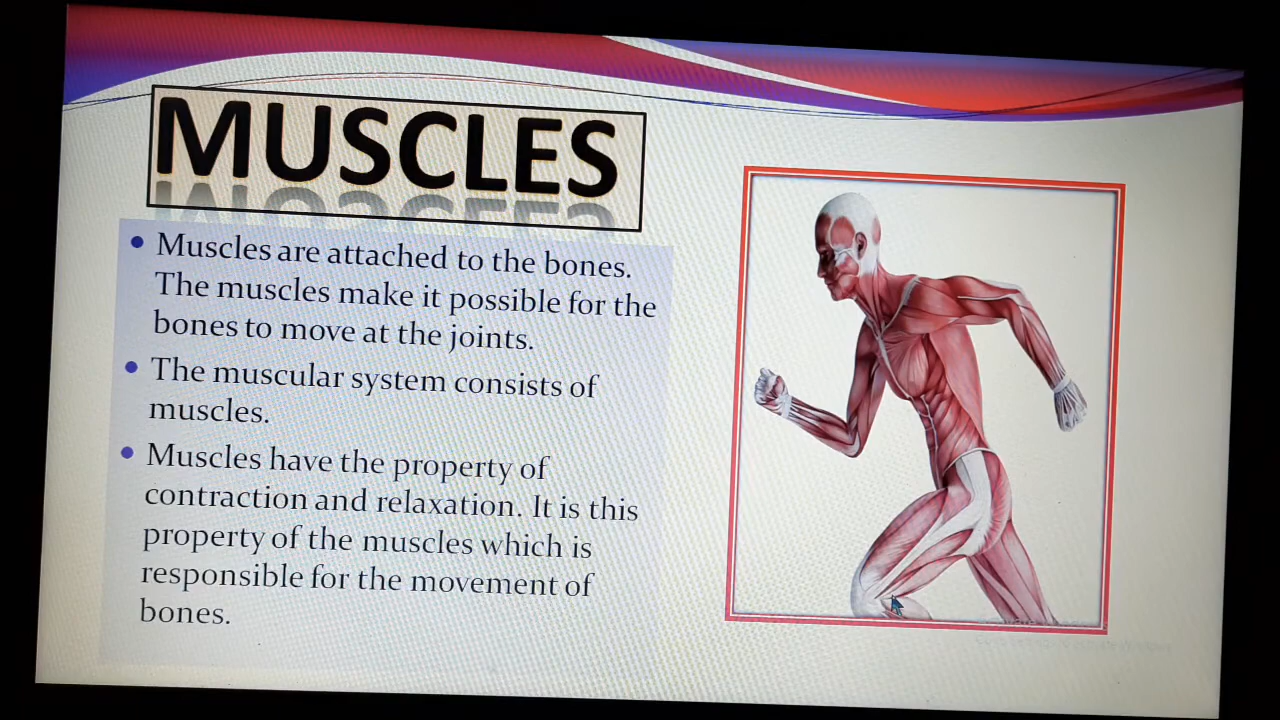 MUSCLES
• Muscles are attached to the bones.
The muscles make it possible for the
bones to move at the joints.
• The muscular system consists of
muscles.
• Muscles have the property of
contraction and relaxation. It is this
property of the muscles which is
responsible for the movement of
bones.